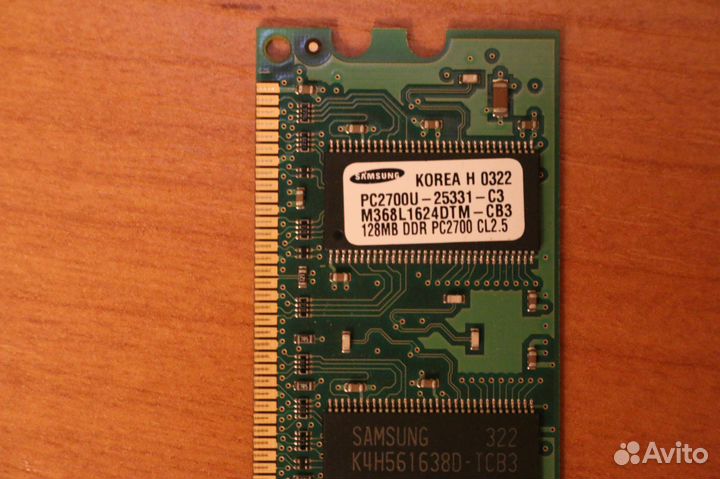 SAMSUNG KOREA H 0322
PC2700U-25331-C3
M368L1624DTM-CB3
128MB DDR PC2700 CL2.5
SAMSUNG 322
K4H561638D-TCB3
Avito